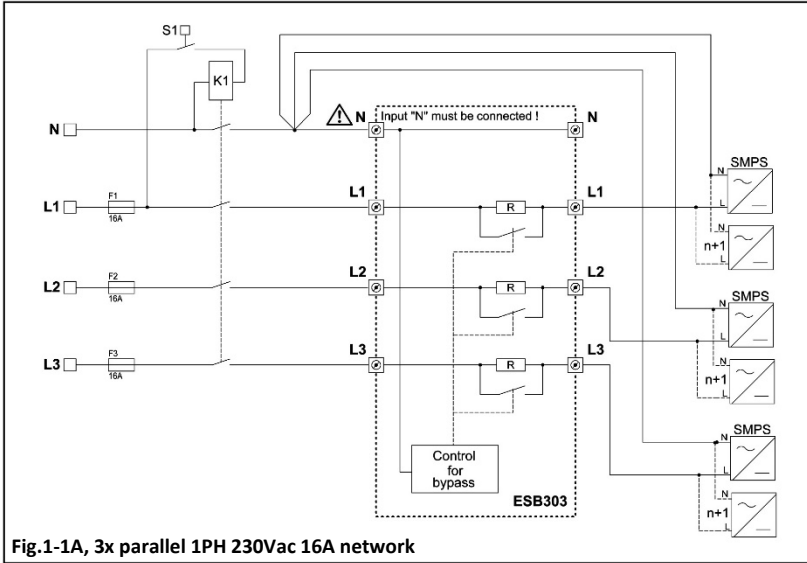 S1
K1
N
Input "N" must be connected !
N
N
SMPS
N
L
L1
F1
16A
L1
R
L1
N
n+1
L
L2
F2
16A
L2
R
L2
SMPS
N
L
N
n+1
L
L3
F3
16A
L3
R
L3
SMPS
N
L
N
n+1
L
Control
for
bypass
ESB303
Fig.1-1A, 3x parallel 1PH 230Vac 16A network